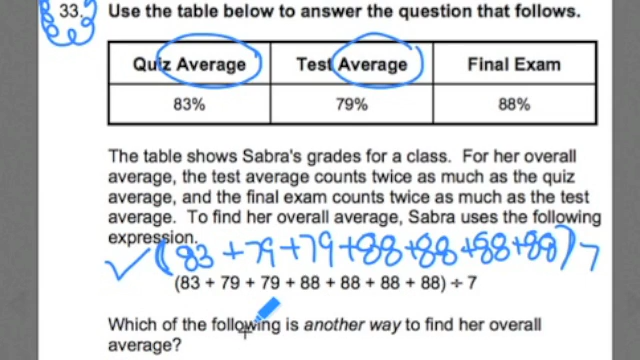 33. Use the table below to answer the question that follows.
Quiz Average Test Average Final Exam
83% 79% 88%
The table shows Sabra's grades for a class. For her overall
average, the test average counts twice as much as the quiz
average, and the final exam counts twice as much as the test
average. To find her overall average, Sabra uses the following
expression.
(83 + 79 + 79 + 88 + 88 + 88 + 88) 7
(83 + 79 + 79 + 88 + 88 + 88 + 88) ÷ 7
Which of the following is another way to find her overall
average?